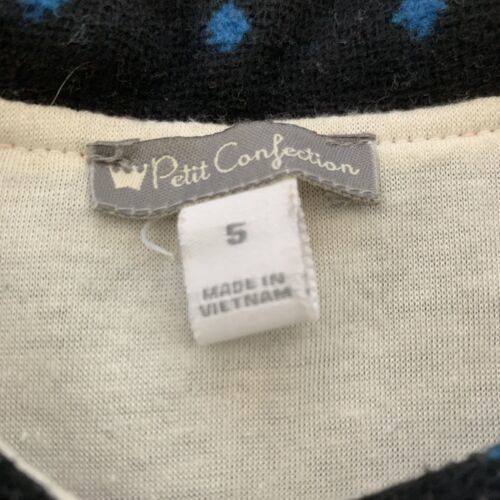 Petit Confection
5
MADE IN
VIETNAM